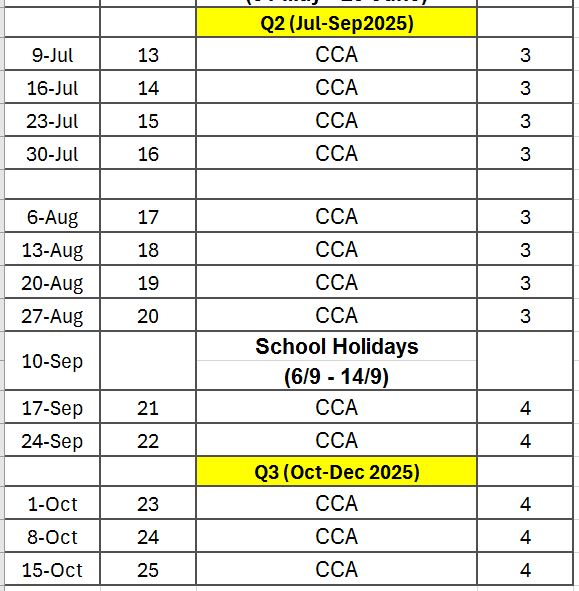 Q2 (Jul-Sep2025)
9-Jul 13 CCA 3
16-Jul 14 CCA 3
23-Jul 15 CCA 3
30-Jul 16 CCA 3
6-Aug 17 CCA 3
13-Aug 18 CCA 3
20-Aug 19 CCA 3
27-Aug 20 CCA 3
10-Sep School Holidays
(6/9 - 14/9)
17-Sep 21 CCA 4
24-Sep 22 CCA 4
Q3 (Oct-Dec 2025)
1-Oct 23 CCA 4
8-Oct 24 CCA 4
15-Oct 25 CCA 4